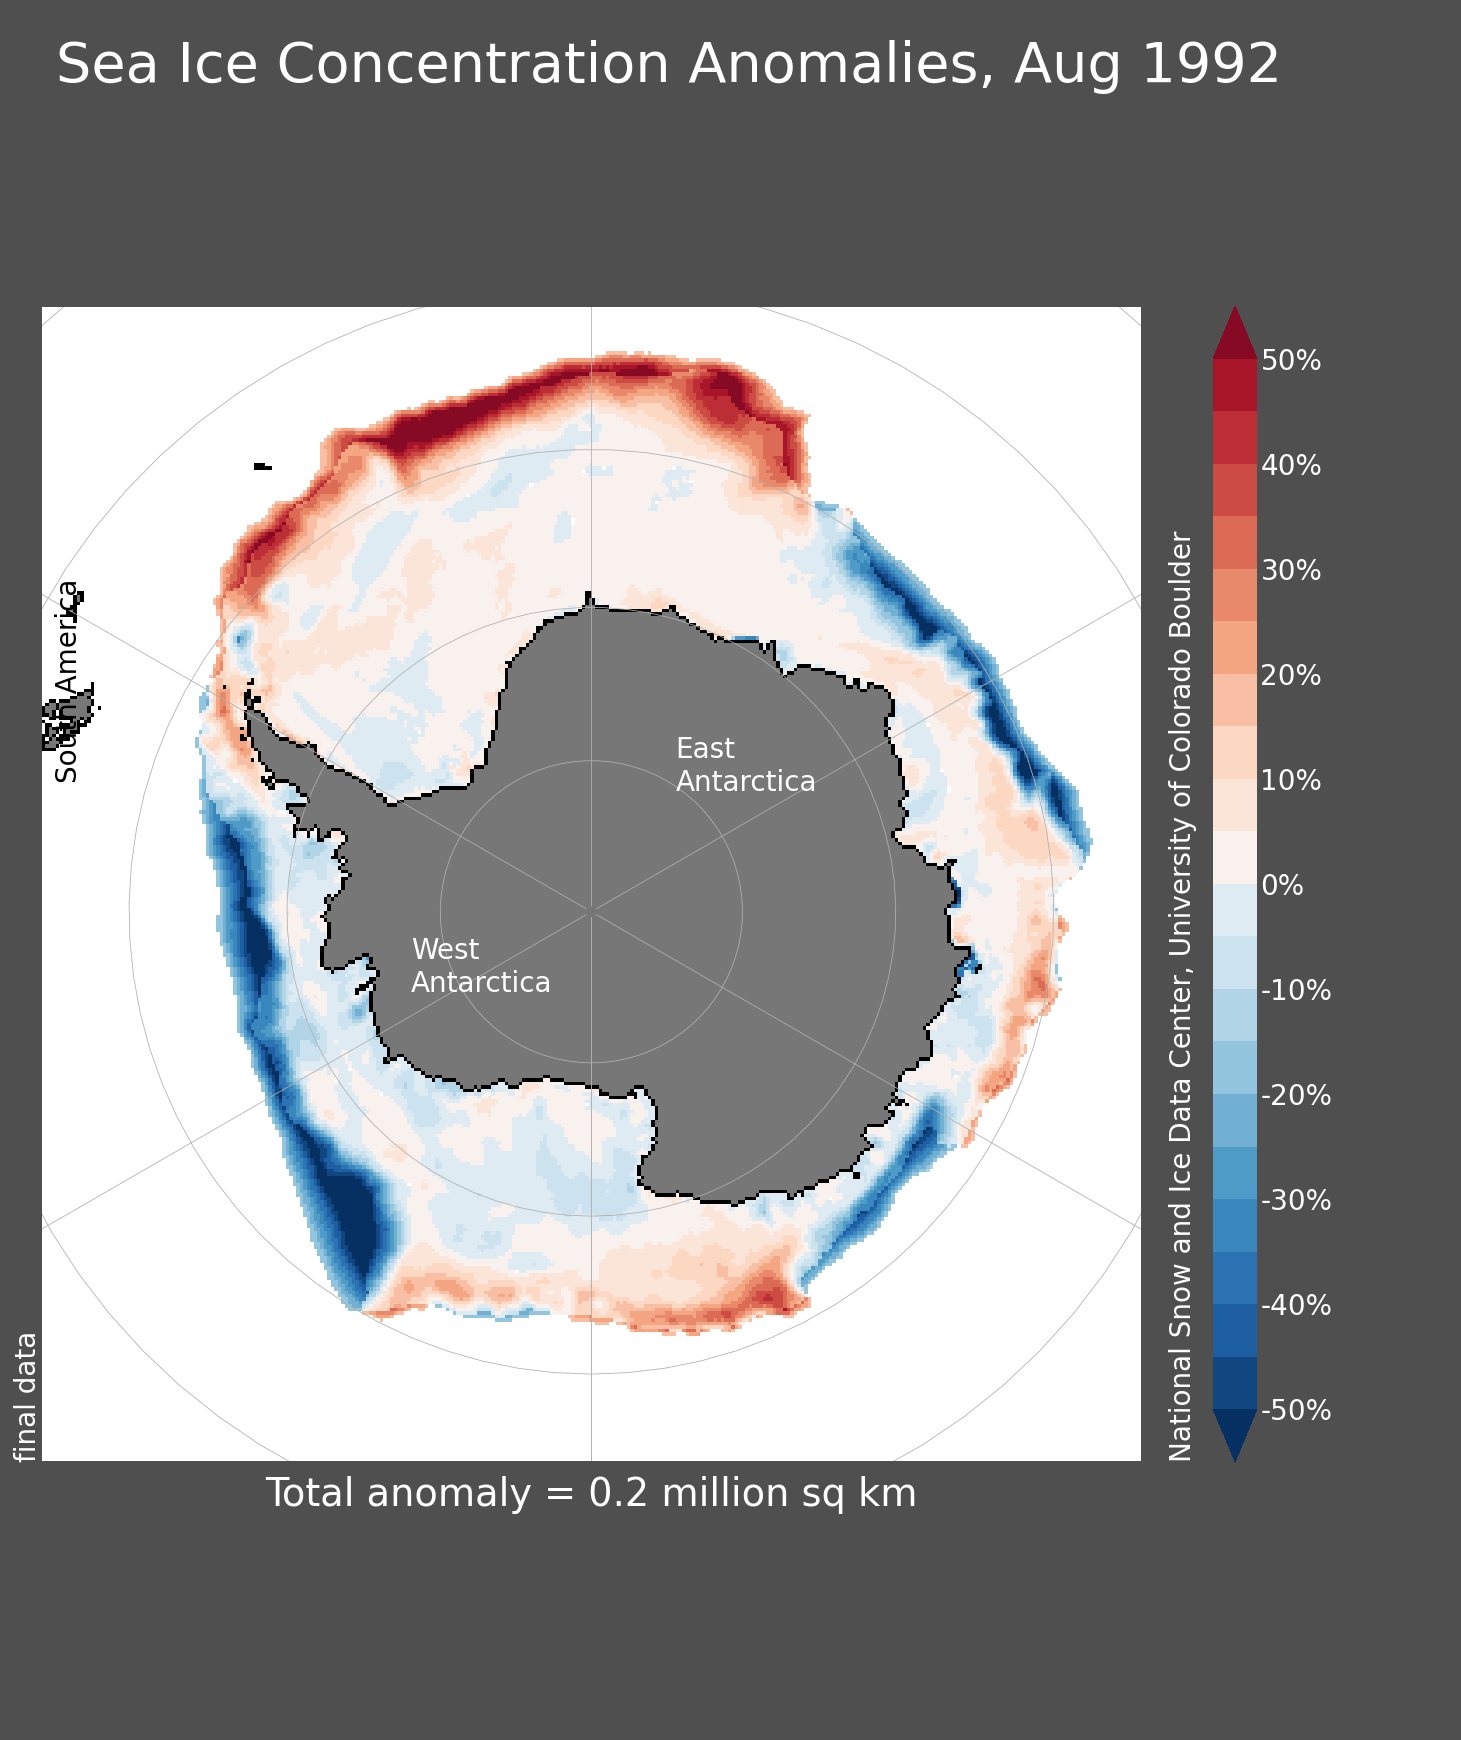 Sea Ice Concentration Anomalies, Aug 1992
South America
East
Antarctica
West
Antarctica
final data
National Snow and Ice Data Center, University of Colorado Boulder
50%
40%
30%
20%
10%
0%
-10%
-20%
-30%
-40%
-50%
Total anomaly = 0.2 million sq km